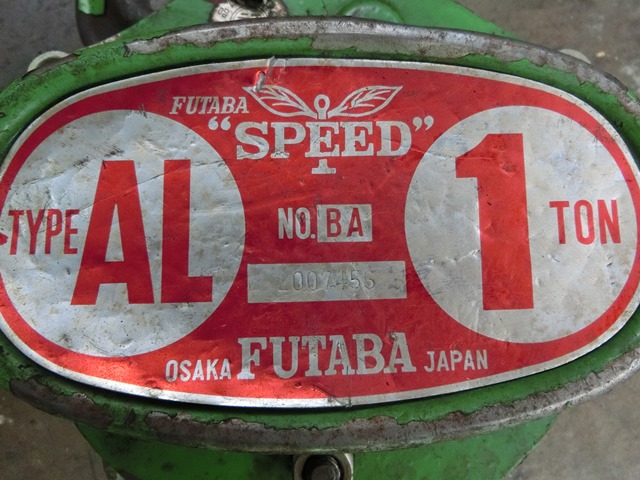 FUTABA
"SPEED"
TYPE AL
NO. BA
1 TON
OSAKA FUTABA JAPAN